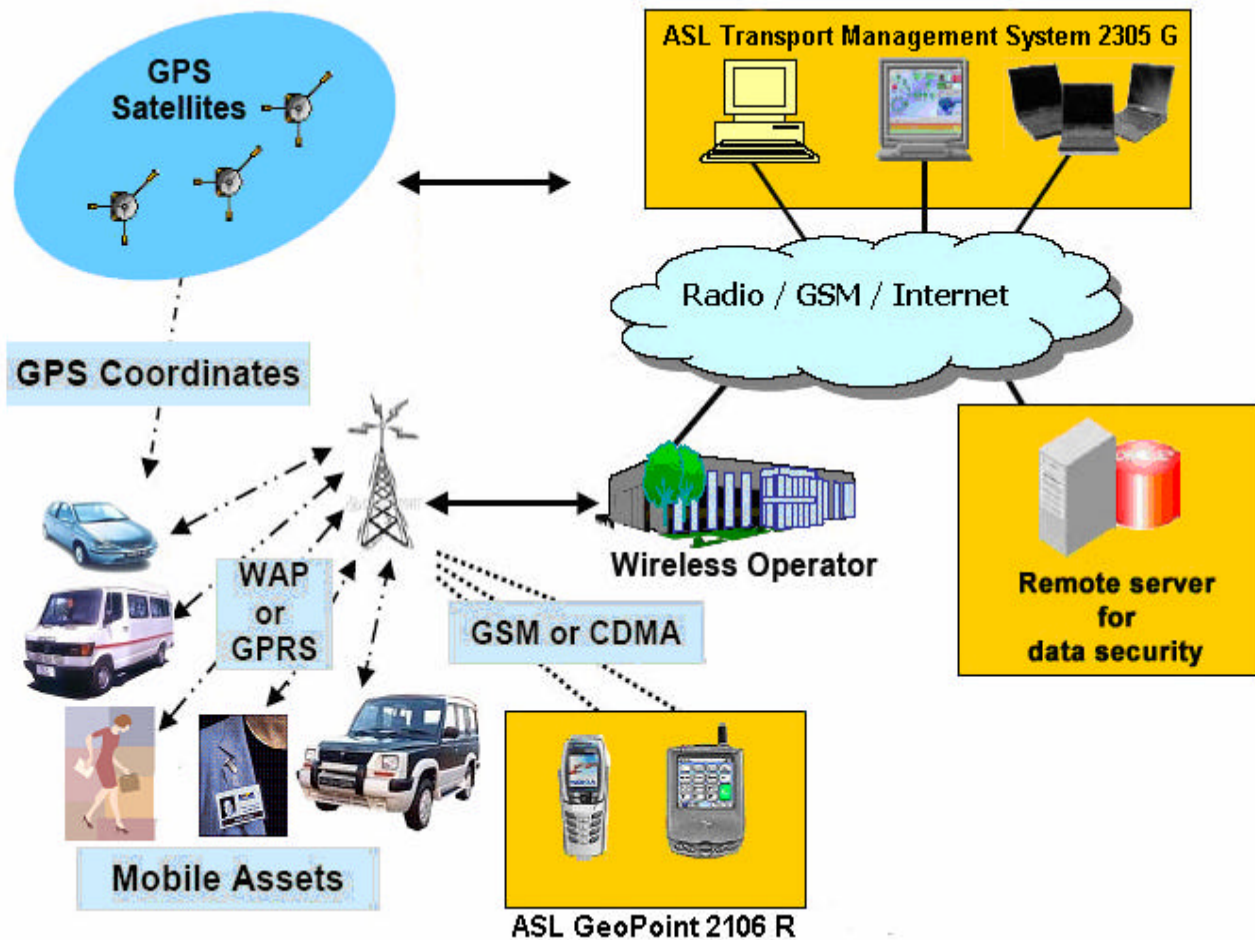 GPS
Satellites
ASL Transport Management System 2305 G
Radio / GSM / Internet
GPS Coordinates
Wireless Operator
WAP
or
GPRS
GSM or CDMA
Remote server
for
data security
Mobile Assets
ASL GeoPoint 2106 R